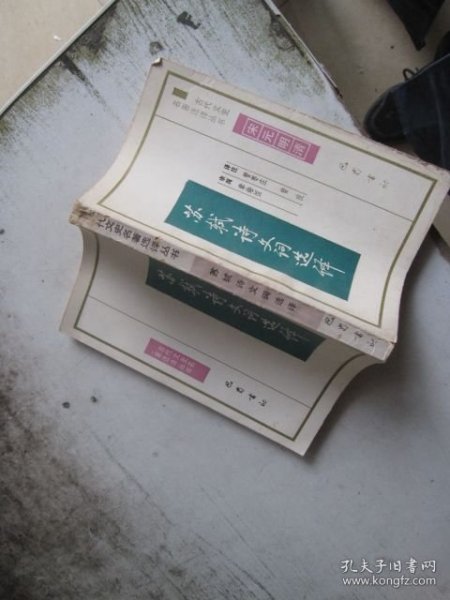 古代文史
名著选译丛书
宋元明清
苏轼诗文词选译
巴蜀书社
代文史名著选译丛书
苏轼诗文词选译
巴蜀书社
苏轼诗文词选译
巴蜀书社
孔夫子旧书网
www.kongfz.com